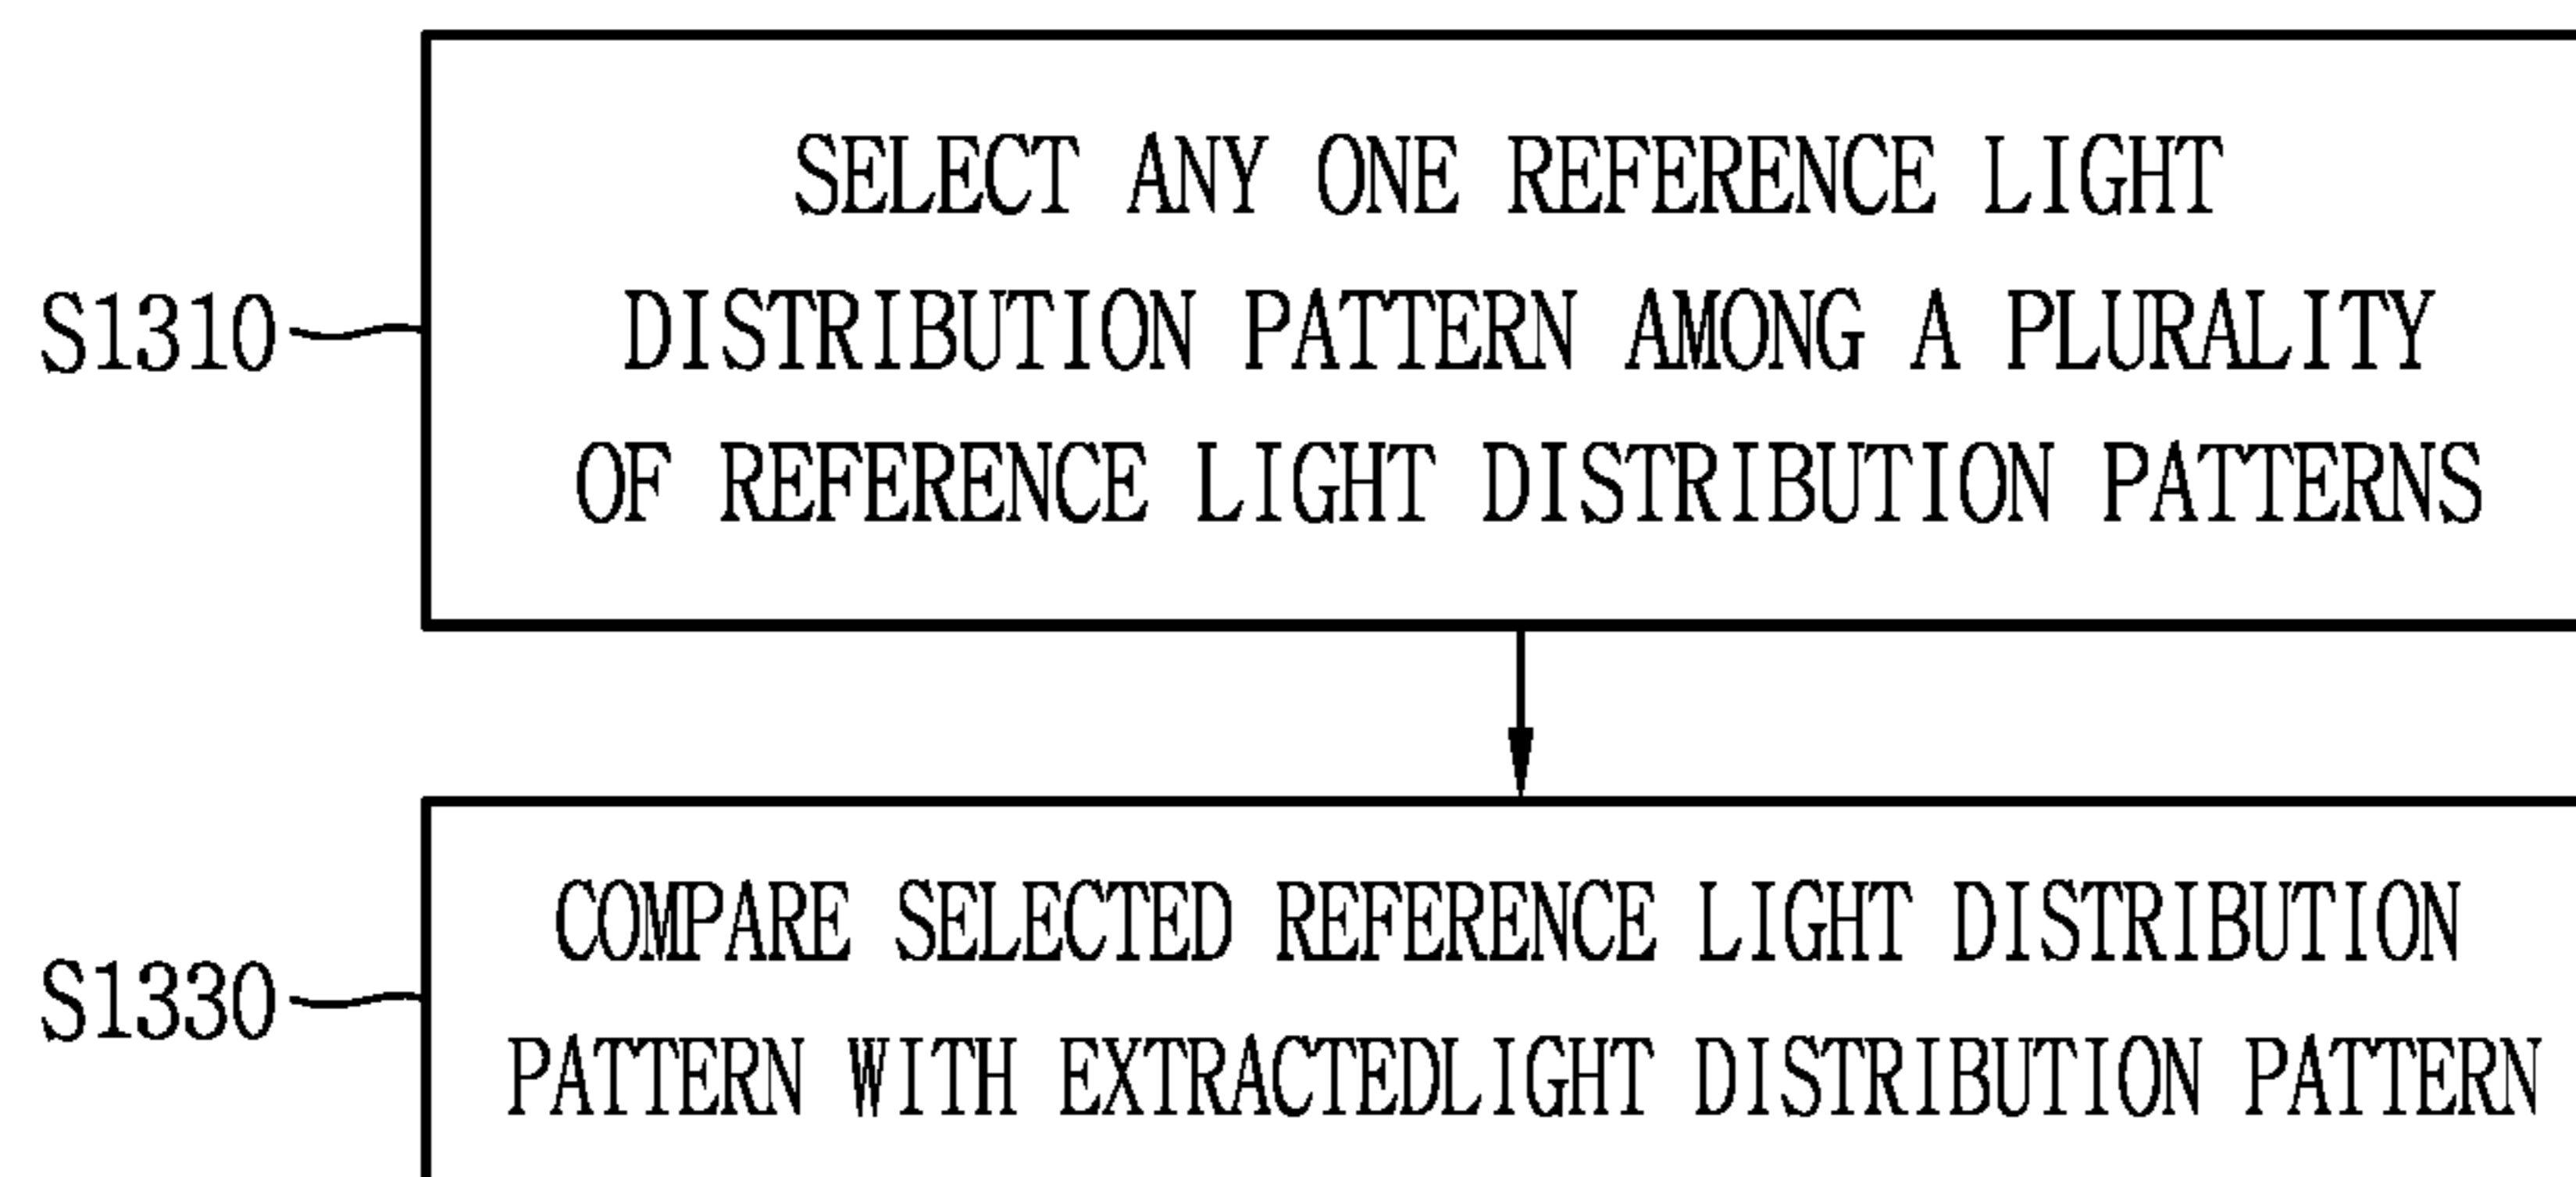 SELECT ANY ONE REFERENCE LIGHT
S1310 DISTRIBUTION PATTERN AMONG A PLURALITY
OF REFERENCE LIGHT DISTRIBUTION PATTERNS
COMPARE SELECTED REFERENCE LIGHT DISTRIBUTION
S1330
PATTERN WITH EXTRACTEDLIGHT DISTRIBUTION PATTERN